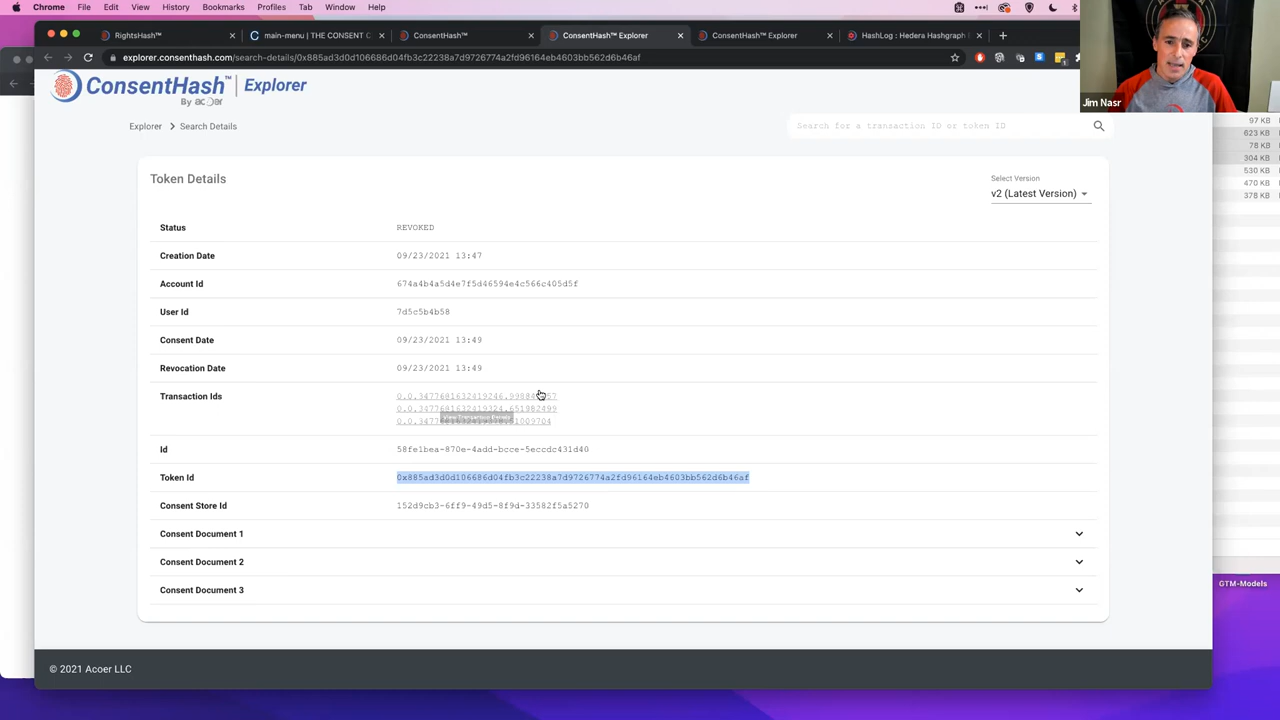 Chrome File Edit View History Bookmarks Profiles Tab Window Help
RightsHash™
main-menu | THE CONSENT C
ConsentHash™
ConsentHash™ Explorer
ConsentHash™ Explorer
HashLog : Hedera Hashgraph
explorer.consenthash.com/search-details/0x885ad3d0d106686d04fb3c22238a7d9726774a2fd96164eb4603bb562d6b46af
Jim Nasr
ConsentHash™ | Explorer
By acoer
Explorer > Search Details
Search for a transaction ID or token ID
97 KB
623 KB
78 KB
304 KB
530 KB
470 KB
378 KB
Token Details
Select Version
v2 (Latest Version)
Status REVOKED
Creation Date 09/23/2021 13:47
Account Id 674a4b4a5d4e7f5d46594e4c566c405d5f
User Id 7d5c5b4b58
Consent Date 09/23/2021 13:49
Revocation Date 09/23/2021 13:49
Transaction Ids
View Transaction Details
Id 58fe1bea-870e-4add-bcce-5eccdc431d40
Token Id 0x885ad3d0d106686d04fb3c22238a7d9726774a2fd96164eb4603bb562d6b46af
Consent Store Id 152d9cb3-6ff9-49d5-8f9d-33582f5a5270
Consent Document 1
Consent Document 2
Consent Document 3
GTM-Models
© 2021 Acoer LLC